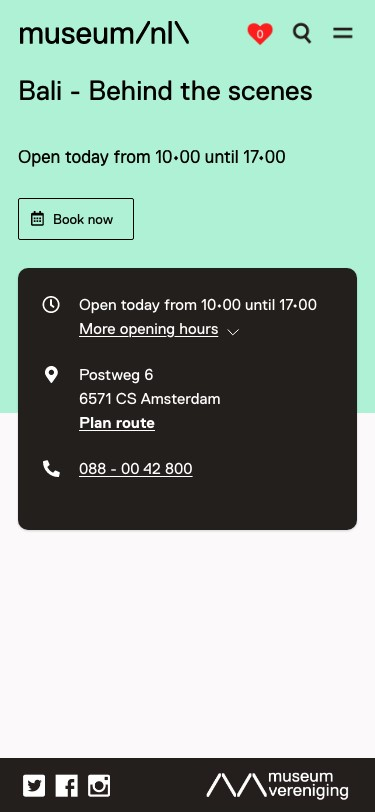 museum/nl\
0
Bali - Behind the scenes
Open today from 10•00 until 17•00
Book now
Open today from 10•00 until 17•00
More opening hours
Postweg 6
6571 CS Amsterdam
Plan route
088 - 00 42 800
museum
vereniging